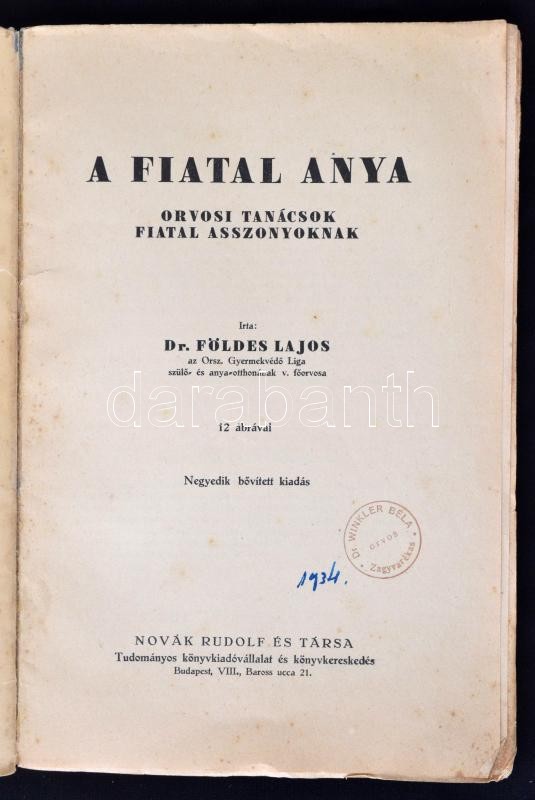 A FIATAL ANYA
ORVOSI TANÁCSOK
FIATAL ASSZONYOKNAK
Irta:
Dr. FÖLDES LAJOS
az Orsz. Gyermekvédő Liga
szülő- és anya-otthonának v. főorvosa
darabanth
12 ábrával
Negyedik bővített kiadás
Dr. WINKLER BÉLA
ORVOS
Zagyvarékas
1934.
NOVÁK RUDOLF ÉS TÁRSA
Tudományos könyvkiadóvállalat és könyvkereskedés
Budapest, VIII., Baross ucca 21.